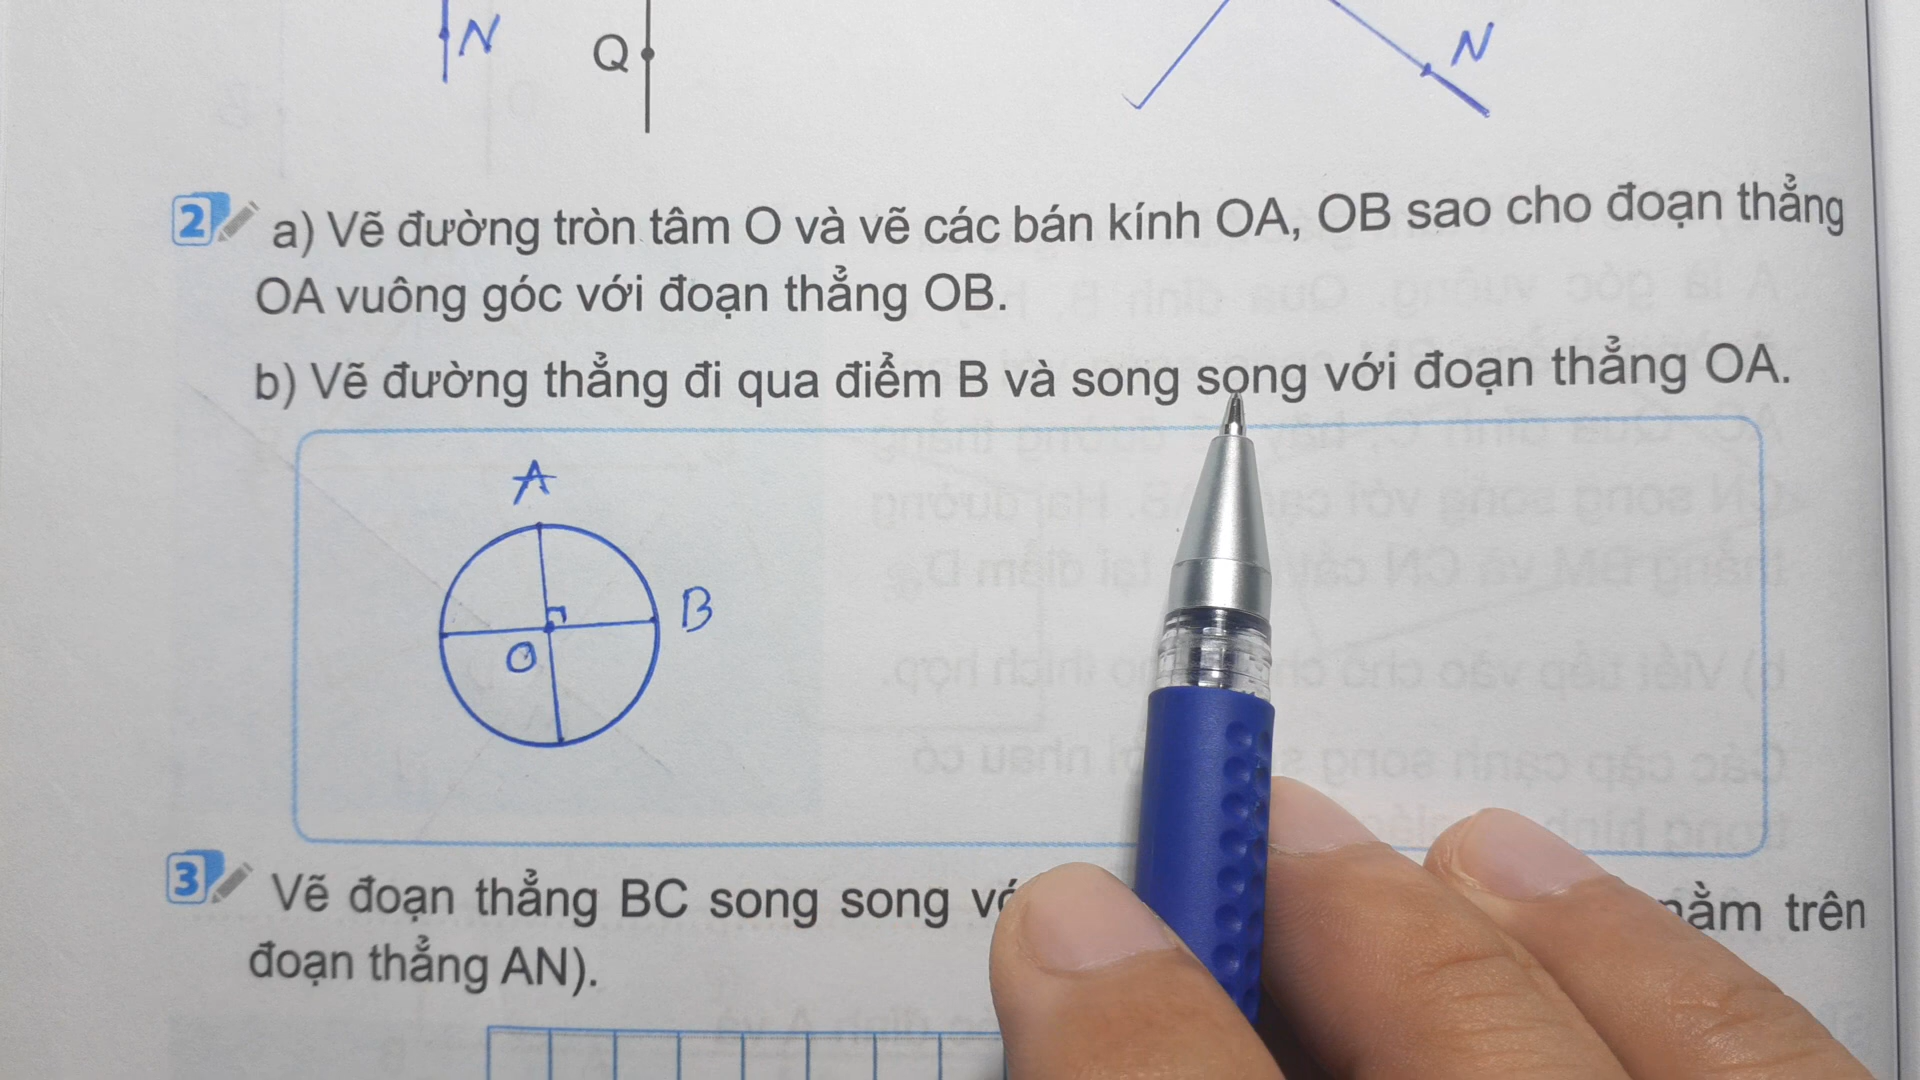 N
Q
N
2 a) Vẽ đường tròn tâm O và vẽ các bán kính OA, OB sao cho đoạn thẳng
OA vuông góc với đoạn thẳng OB.
b) Vẽ đường thẳng đi qua điểm B và song song với đoạn thẳng OA.
A
B
O
3 Vẽ đoạn thẳng BC song song nằm trên
đoạn thẳng AN).